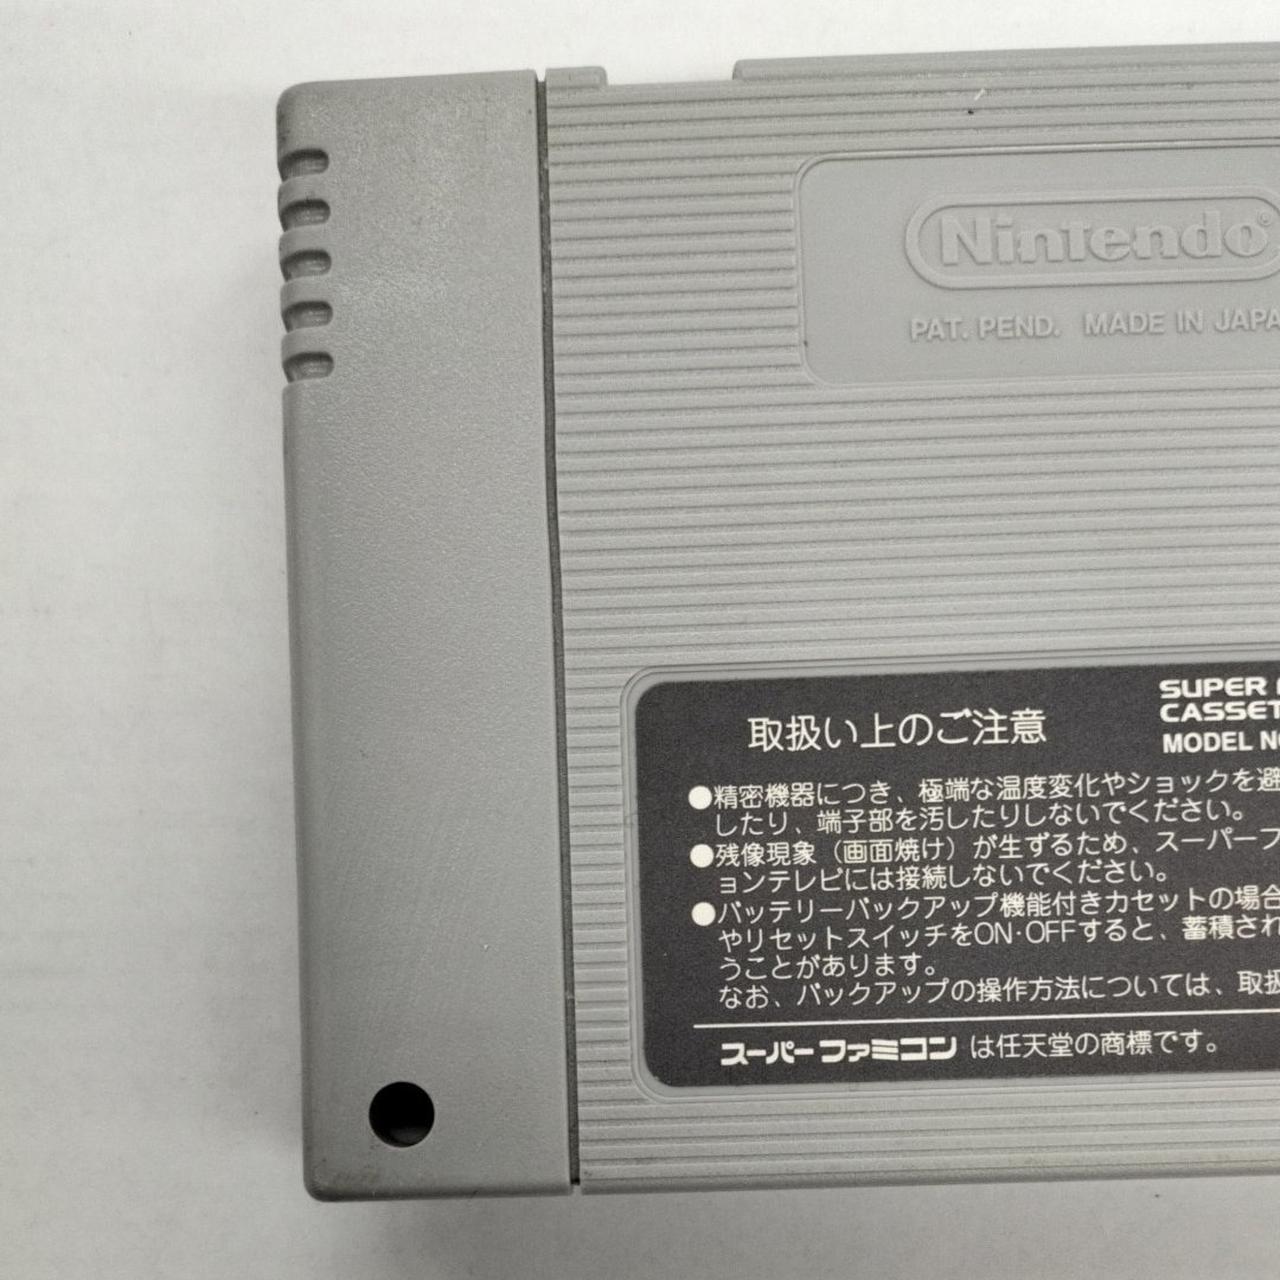 Nintendo®
PAT. PEND. MADE IN JAPA
取扱い上のご注意
SUPER
CASSET
MODEL NO
●精密機器につき、極端な温度変化やショックを避
したり、端子部を汚したりしないでください。
●残像現象（画面焼け）が生ずるため、スーパーフ
ョンテレビには接続しないでください。
●バッテリーバックアップ機能付きカセットの場合
やリセットスイッチをON·OFFすると、蓄積され
うことがあります。
なお、バックアップの操作方法については、取扱
スーパーファミコン は任天堂の商標です。